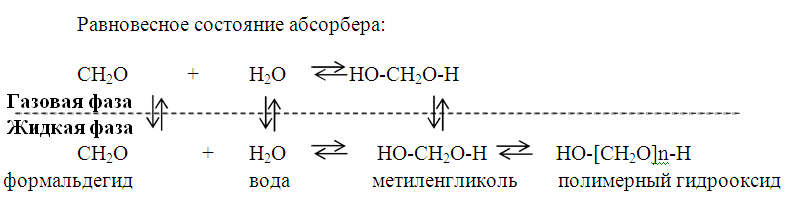 Равновесное состояние абсорбера:
CH₂O + H₂O ⇄ HO-CH₂O-H
Газовая фаза
Жидкая фаза
CH₂O + H₂O ⇄ HO-CH₂O-H ⇄ HO-[CH₂O]n-H
формальдегид вода метиленгликоль полимерный гидрооксид